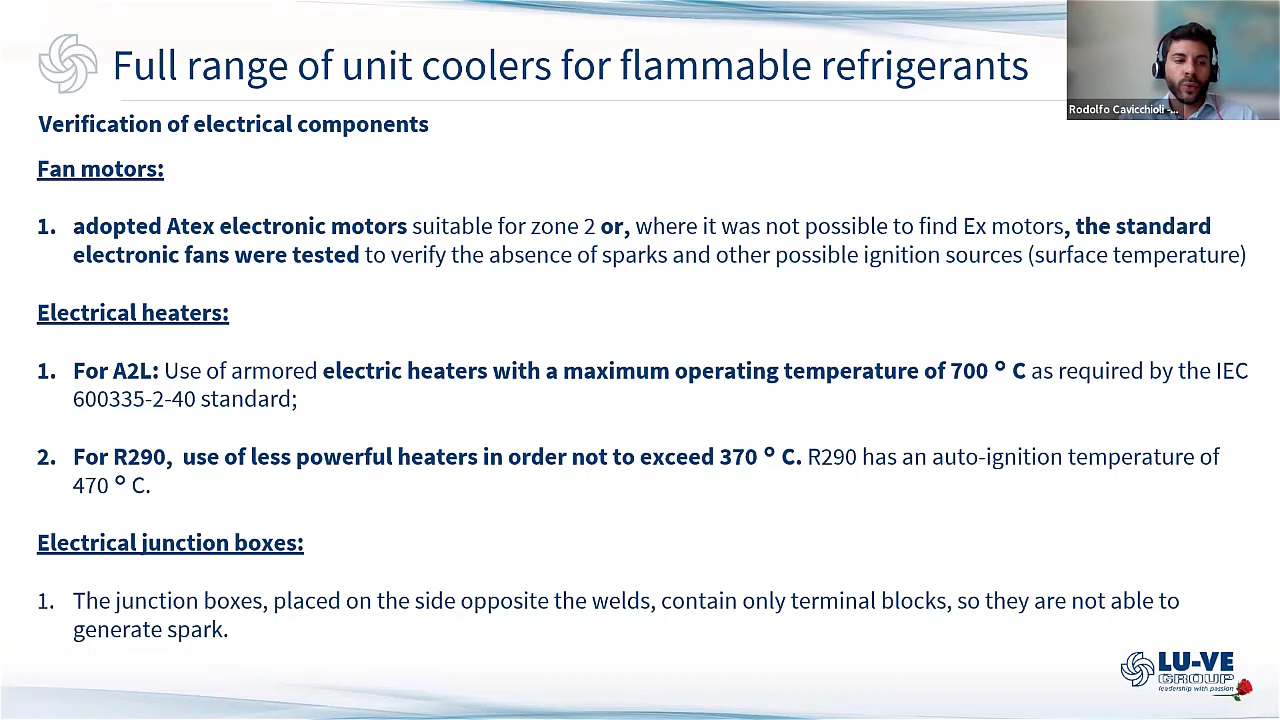 Full range of unit coolers for flammable refrigerants
Rodolfo Cavicchioli -...
Verification of electrical components
Fan motors:
1. adopted Atex electronic motors suitable for zone 2 or, where it was not possible to find Ex motors, the standard
electronic fans were tested to verify the absence of sparks and other possible ignition sources (surface temperature)
Electrical heaters:
1. For A2L: Use of armored electric heaters with a maximum operating temperature of 700 ° C as required by the IEC
600335-2-40 standard;
2. For R290, use of less powerful heaters in order not to exceed 370 ° C. R290 has an auto-ignition temperature of
470 ° C.
Electrical junction boxes:
1. The junction boxes, placed on the side opposite the welds, contain only terminal blocks, so they are not able to
generate spark.
LU-VE
GROUP
leadership with passion